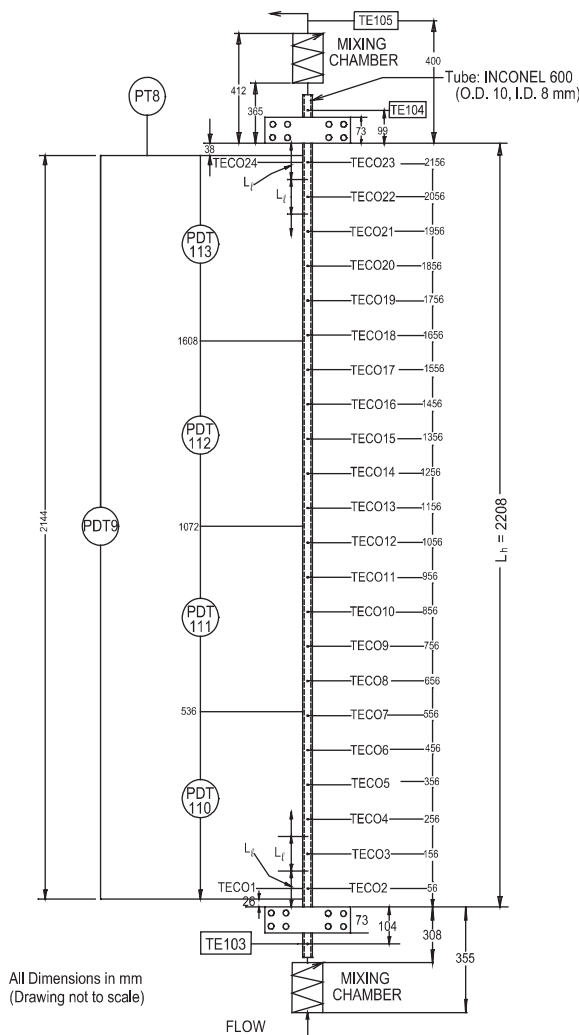 TE105
MIXING
CHAMBER
412
365
400
Tube: INCONEL 600
(O.D. 10, I.D. 8 mm)
PT8
TE104
73
99
38
TECO24
TECO23
2156
Lℓ
Lℓ
TECO22
2056
TECO21
1956
PDT
113
TECO20
1856
TECO19
1756
1608
TECO18
1656
TECO17
1556
TECO16
1456
PDT
112
TECO15
1356
TECO14
1256
TECO13
1156
2144
PDT9
1072
TECO12
1056
Lh = 2208
TECO11
956
PDT
111
TECO10
856
TECO9
756
TECO8
656
536
TECO7
556
TECO6
456
PDT
110
TECO5
356
TECO4
256
Lℓ
Lℓ
TECO3
156
TECO1
TECO2
56
26
73
104
308
355
TE103
All Dimensions in mm
(Drawing not to scale)
MIXING
CHAMBER
FLOW